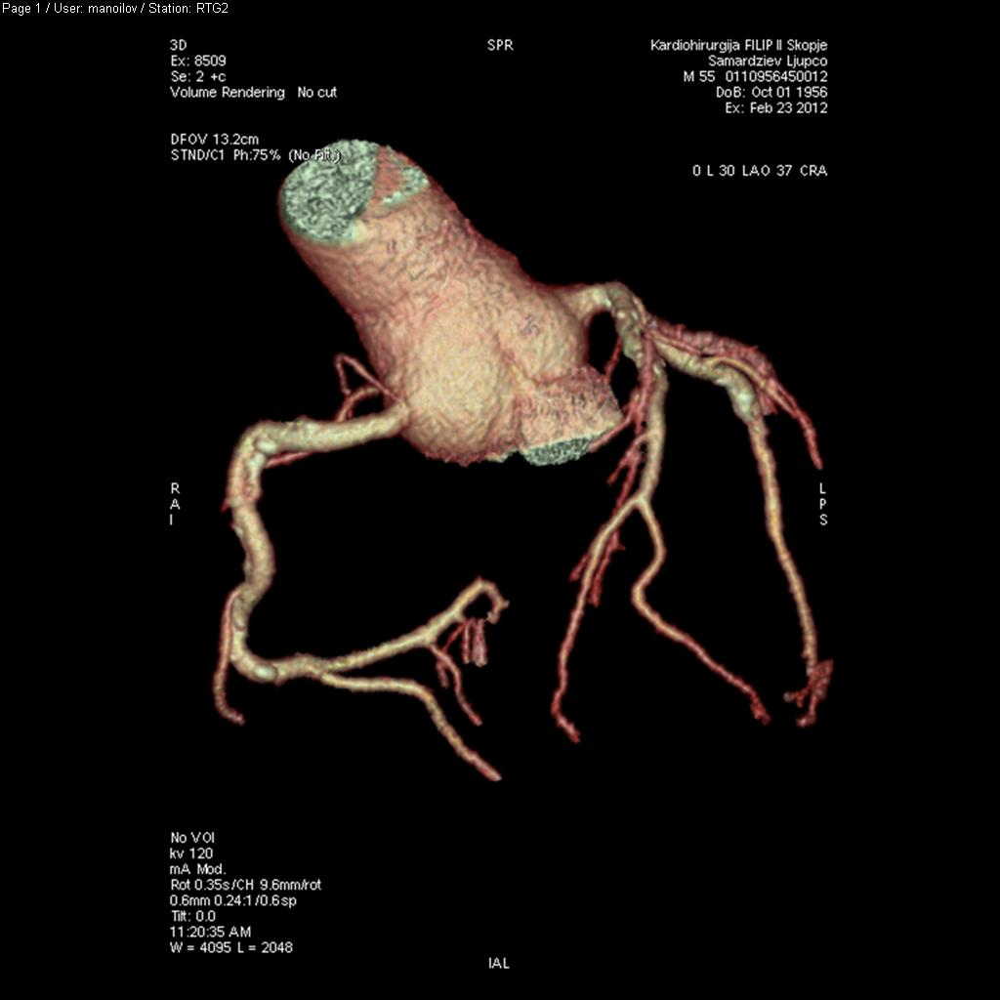 Page 1 / User: manoilov / Station: RTG2
3D
Ex: 8509
Se: 2 +c
Volume Rendering No cut
DFOV 13.2cm
STND/C1 Ph:75% (No Filt.)
SPR
Kardiohirurgija FILIP II Skopje
Samardziev Ljupco
M 55 0110956450012
DoB: Oct 01 1956
Ex: Feb 23 2012
0 L 30 LAO 37 CRA
R
A
I
L
P
S
No VOI
kv 120
mA Mod.
Rot 0.35s/CH 9.6mm/rot
0.6mm 0.24:1/0.6sp
Tilt: 0.0
11:20:35 AM
W = 4095 L = 2048
IAL